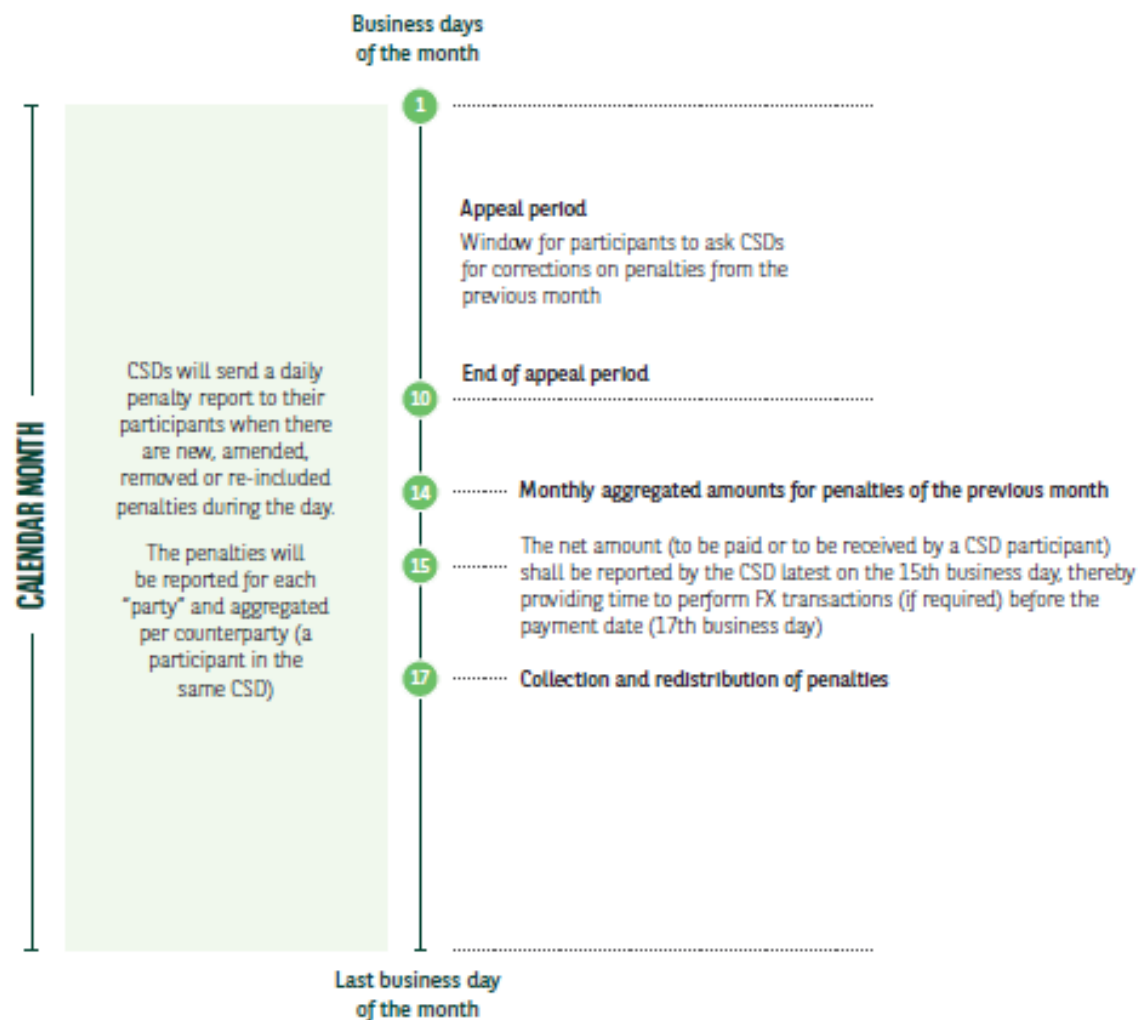 Business days
of the month
1
Appeal period
Window for participants to ask CSDs
for corrections on penalties from the
previous month
End of appeal period
10
CALENDAR MONTH
CSDs will send a daily
penalty report to their
participants when there
are new, amended,
removed or re-included
penalties during the day.
The penalties will
be reported for each
"party" and aggregated
per counterparty (a
participant in the
same CSD)
14
Monthly aggregated amounts for penalties of the previous month
15
The net amount (to be paid or to be received by a CSD participant)
shall be reported by the CSD latest on the 15th business day, thereby
providing time to perform FX transactions (if required) before the
payment date (17th business day)
17
Collection and redistribution of penalties
Last business day
of the month